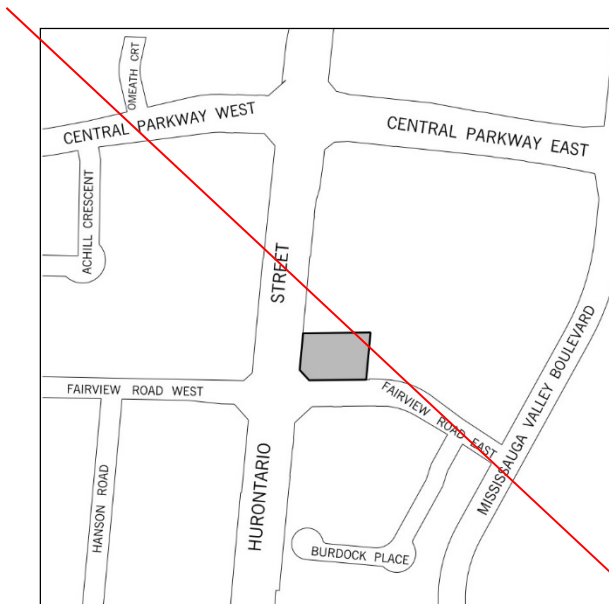 OMEATH CRT
CENTRAL PARKWAY WEST
CENTRAL PARKWAY EAST
ACHILL CRESCENT
STREET
MISSISSAUGA VALLEY BOULEVARD
FAIRVIEW ROAD WEST
FAIRVIEW ROAD EAST
HANSON ROAD
HURONTARIO
BURDOCK PLACE